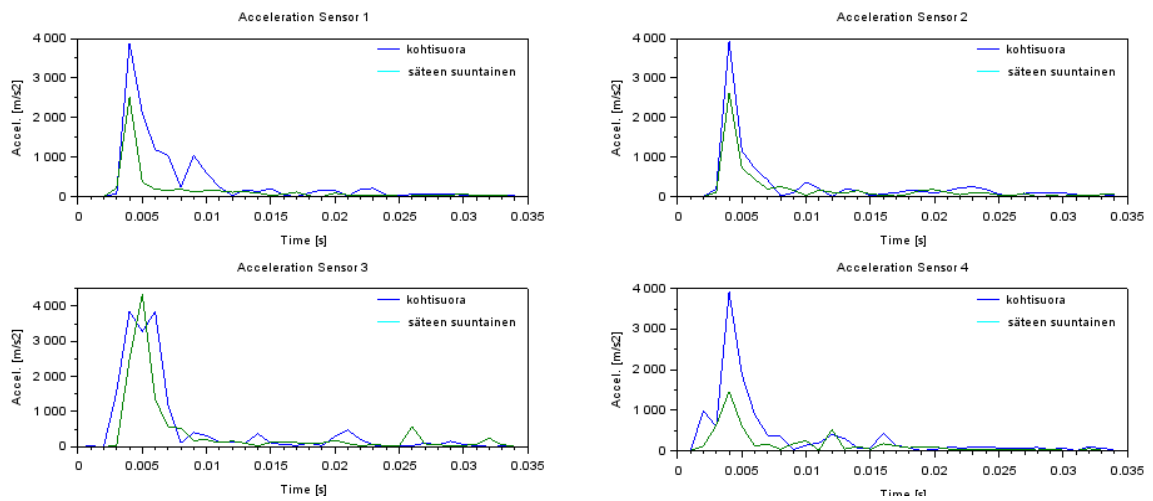 Acceleration Sensor 1
4 000
3 000
2 000
1 000
0
Accel. [m/s2]
kohtisuora
säteen suuntainen
0 0.005 0.01 0.015 0.02 0.025 0.03 0.035
Time [s]
Acceleration Sensor 2
4 000
3 000
2 000
1 000
0
Accel. [m/s2]
kohtisuora
säteen suuntainen
0 0.005 0.01 0.015 0.02 0.025 0.03 0.035
Time [s]
Acceleration Sensor 3
4 000
3 000
2 000
1 000
0
Accel. [m/s2]
kohtisuora
säteen suuntainen
0 0.005 0.01 0.015 0.02 0.025 0.03 0.035
Time [s]
Acceleration Sensor 4
4 000
3 000
2 000
1 000
0
Accel. [m/s2]
kohtisuora
säteen suuntainen
0 0.005 0.01 0.015 0.02 0.025 0.03 0.035
Time [s]